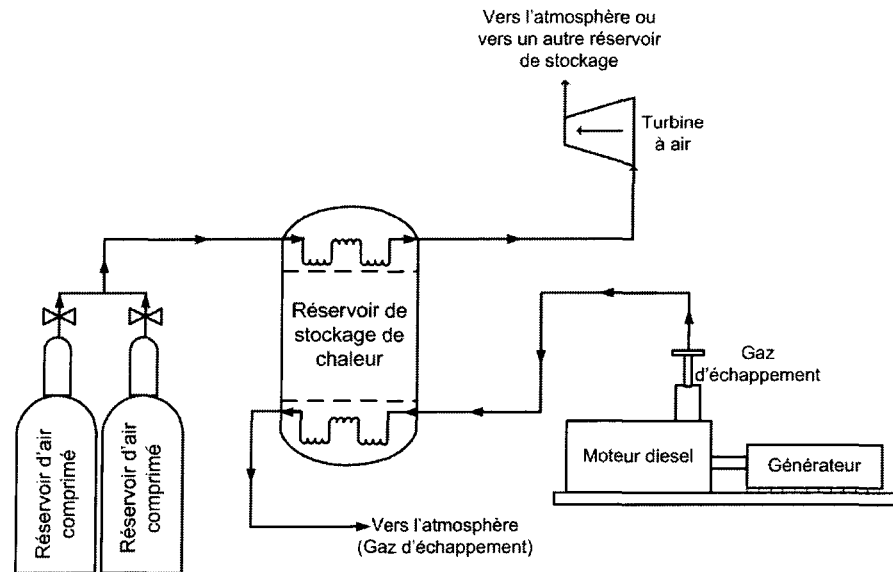 Vers l'atmosphère ou
vers un autre réservoir
de stockage
Turbine
à air
Réservoir de
stockage de
chaleur
Gaz
d'échappement
Réservoir d'air
comprimé
Réservoir d'air
comprimé
Moteur diesel
Générateur
Vers l'atmosphère
(Gaz d'échappement)